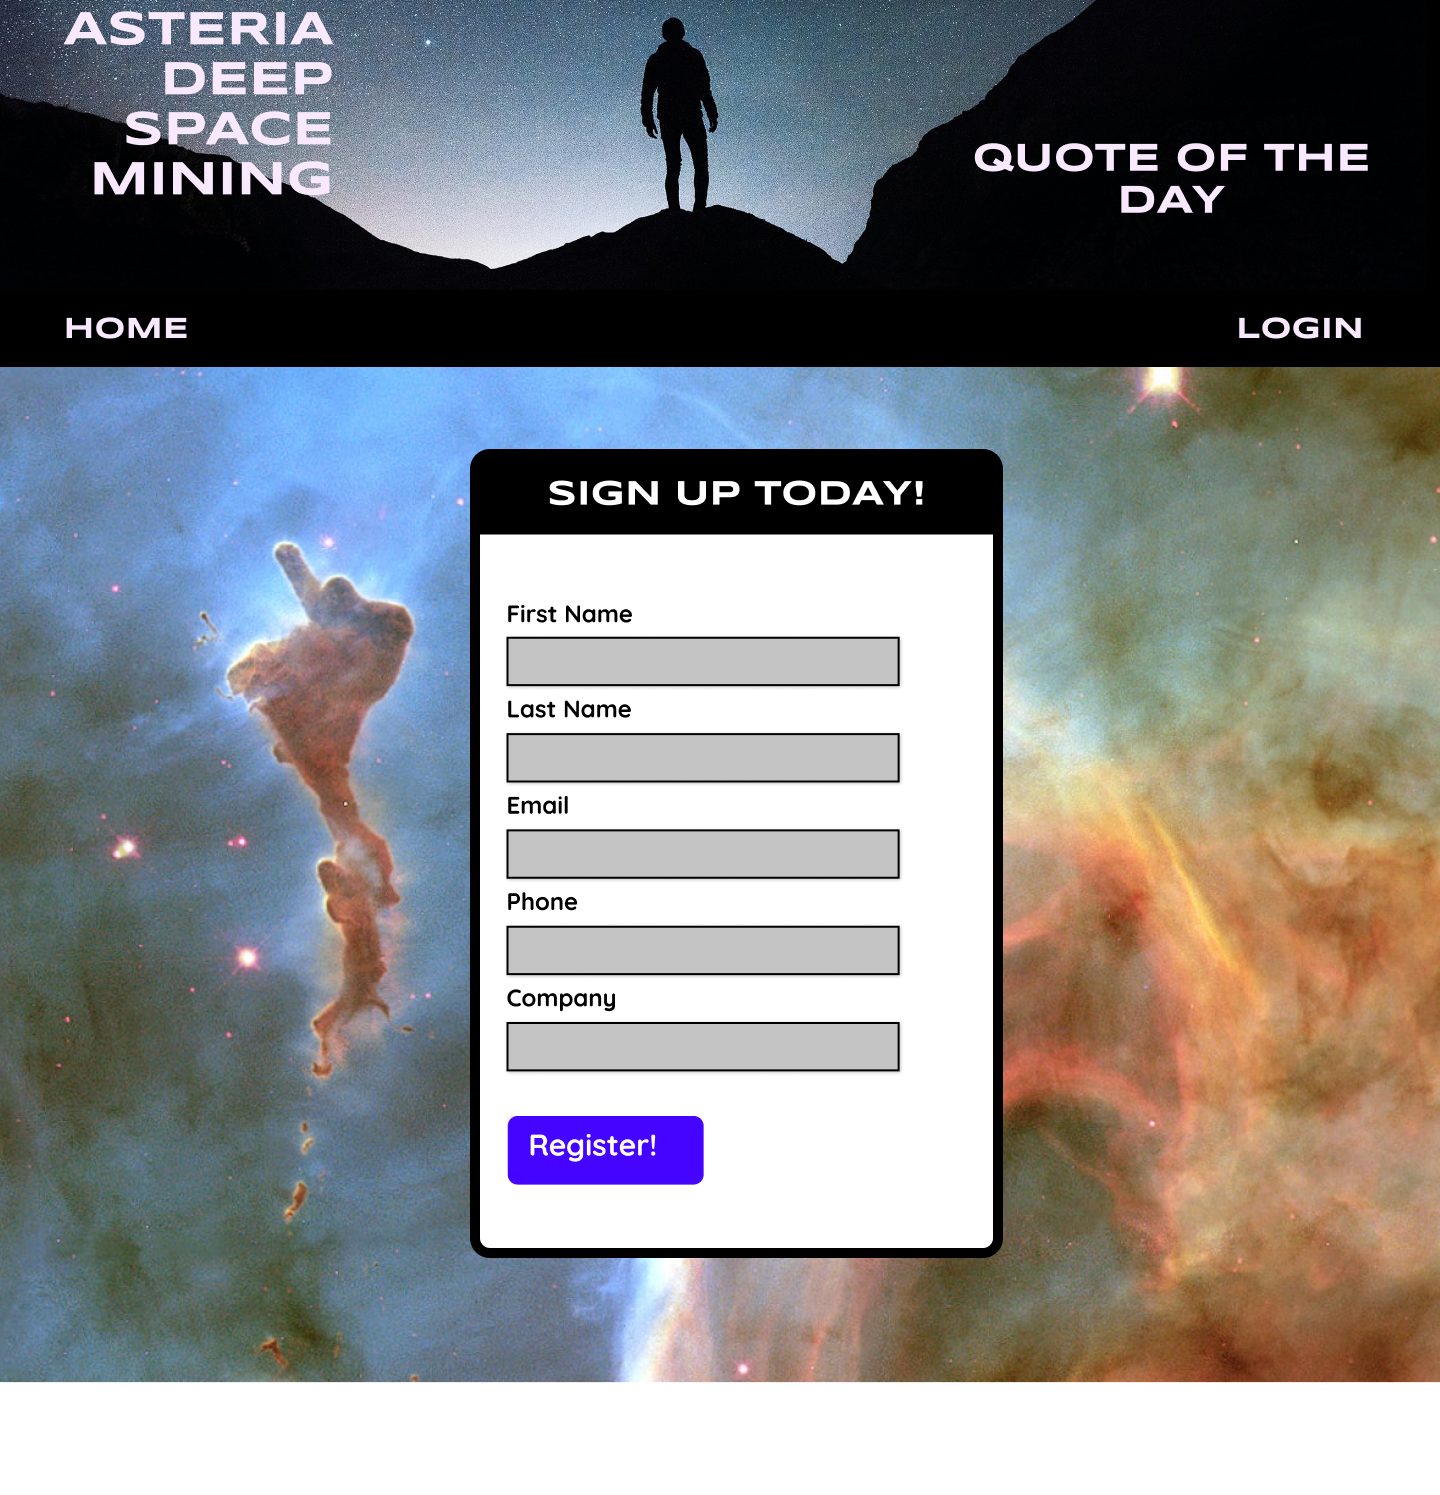 ASTERIA
DEEP
SPACE
MINING
QUOTE OF THE
DAY
HOME
LOGIN
SIGN UP TODAY!
First Name
Last Name
Email
Phone
Company
Register!